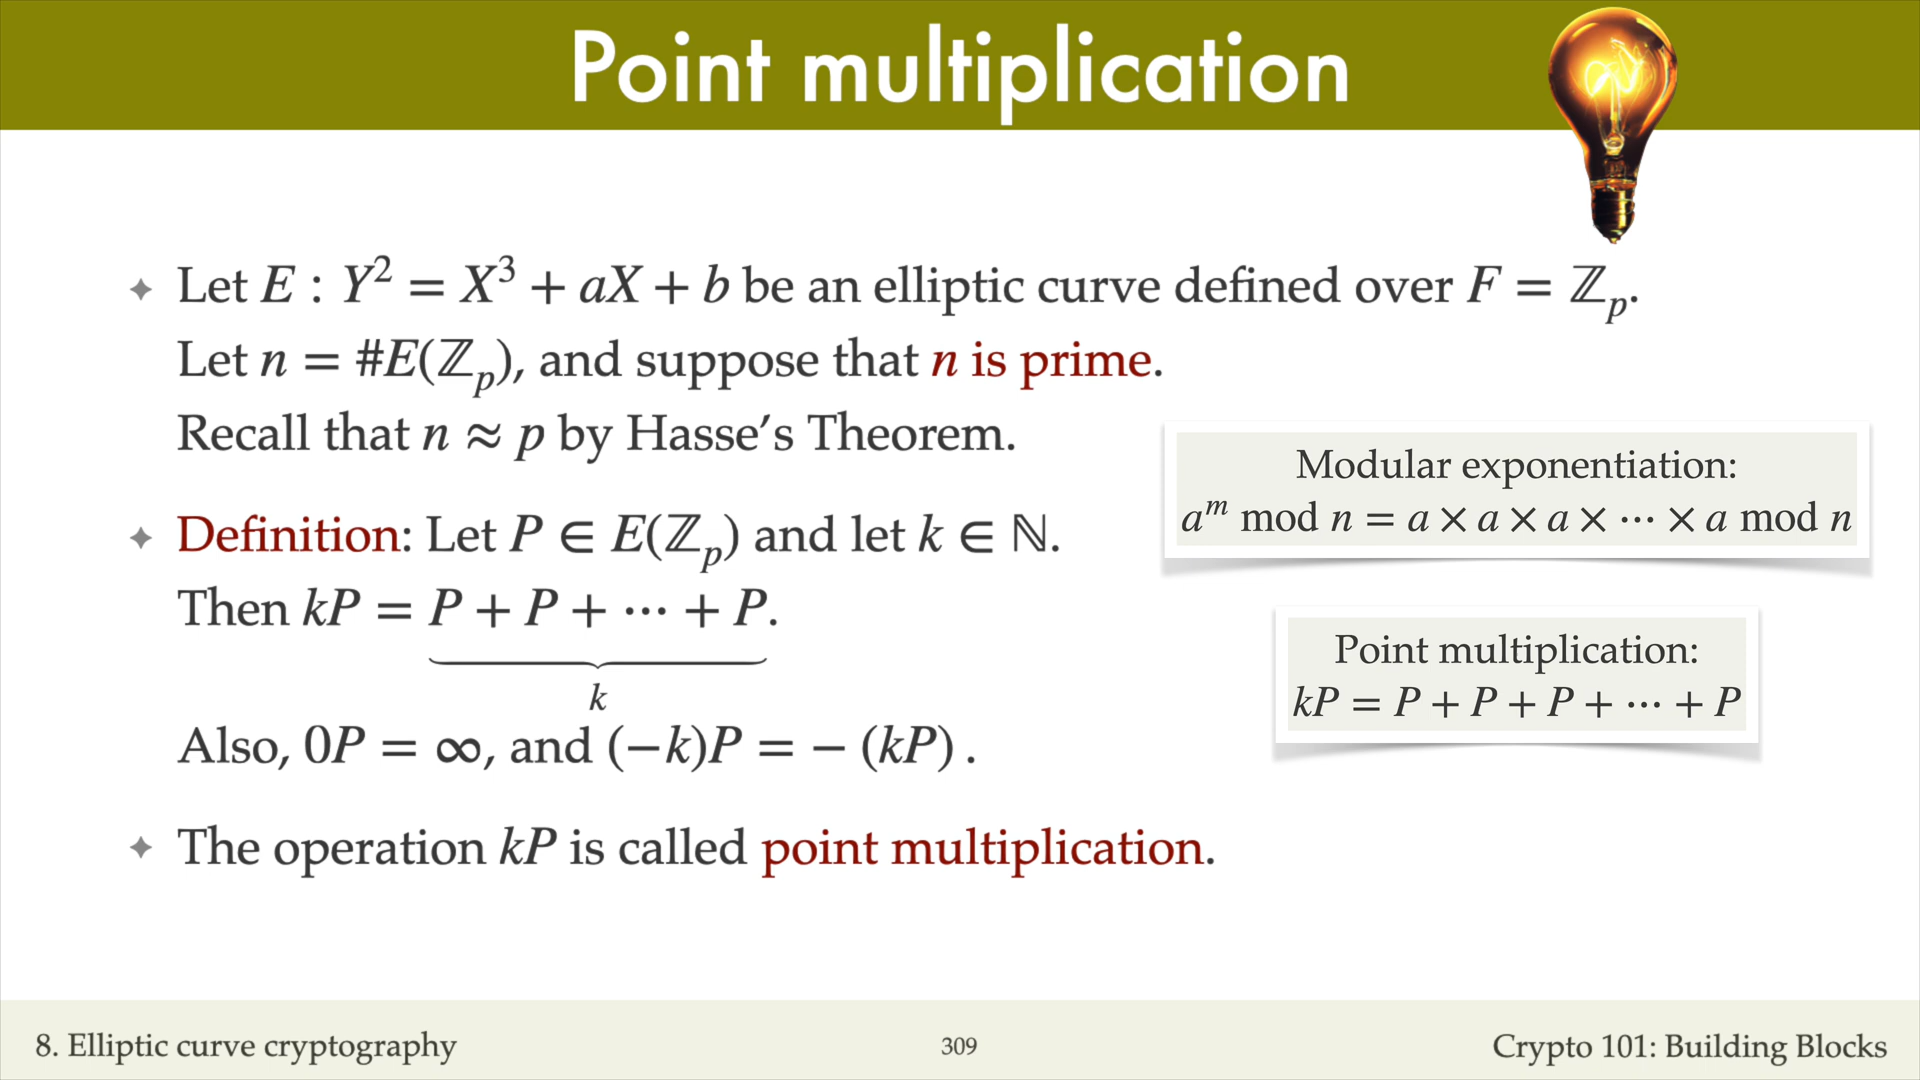 Point multiplication
✦ Let E : Y² = X³ + aX + b be an elliptic curve defined over F = ℤₚ.
Let n = #E(ℤₚ), and suppose that n is prime.
Recall that n ≈ p by Hasse’s Theorem.
✦ Definition: Let P ∈ E(ℤₚ) and let k ∈ ℕ.
Then kP = P + P + ⋯ + P.
k
Also, 0P = ∞, and (−k)P = − (kP) .
✦ The operation kP is called point multiplication.
Modular exponentiation:
aᵐ mod n = a × a × a × ⋯ × a mod n
Point multiplication:
kP = P + P + P + ⋯ + P
8. Elliptic curve cryptography
309
Crypto 101: Building Blocks